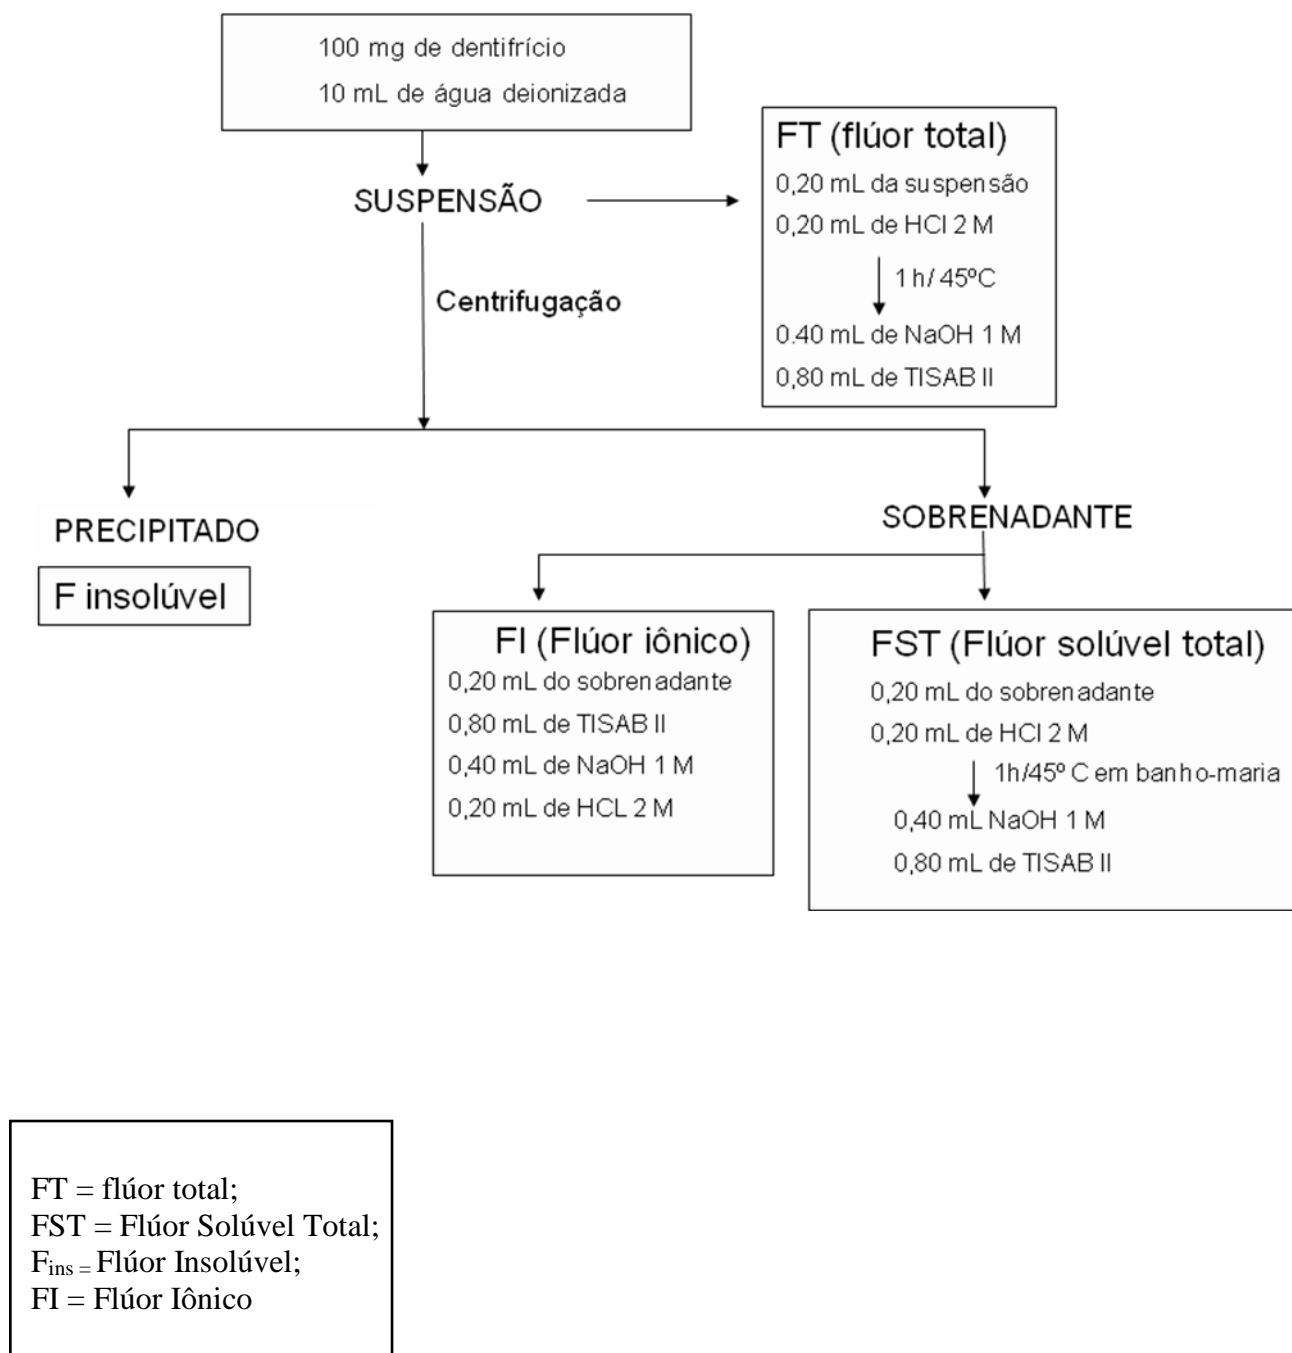 100 mg de dentifrício
10 mL de água deionizada
SUSPENSÃO
FT (flúor total)
0,20 mL da suspensão
0,20 mL de HCl 2 M
1 h/ 45ºC
0.40 mL de NaOH 1 M
0,80 mL de TISAB II
Centrifugação
PRECIPITADO
F insolúvel
SOBRENADANTE
FI (Flúor iônico)
0,20 mL do sobrenadante
0,80 mL de TISAB II
0,40 mL de NaOH 1 M
0,20 mL de HCL 2 M
FST (Flúor solúvel total)
0,20 mL do sobrenadante
0,20 mL de HCl 2 M
1h/45º C em banho-maria
0,40 mL NaOH 1 M
0,80 mL de TISAB II
FT = flúor total;
FST = Flúor Solúvel Total;
Fins = Flúor Insolúvel;
FI = Flúor Iônico